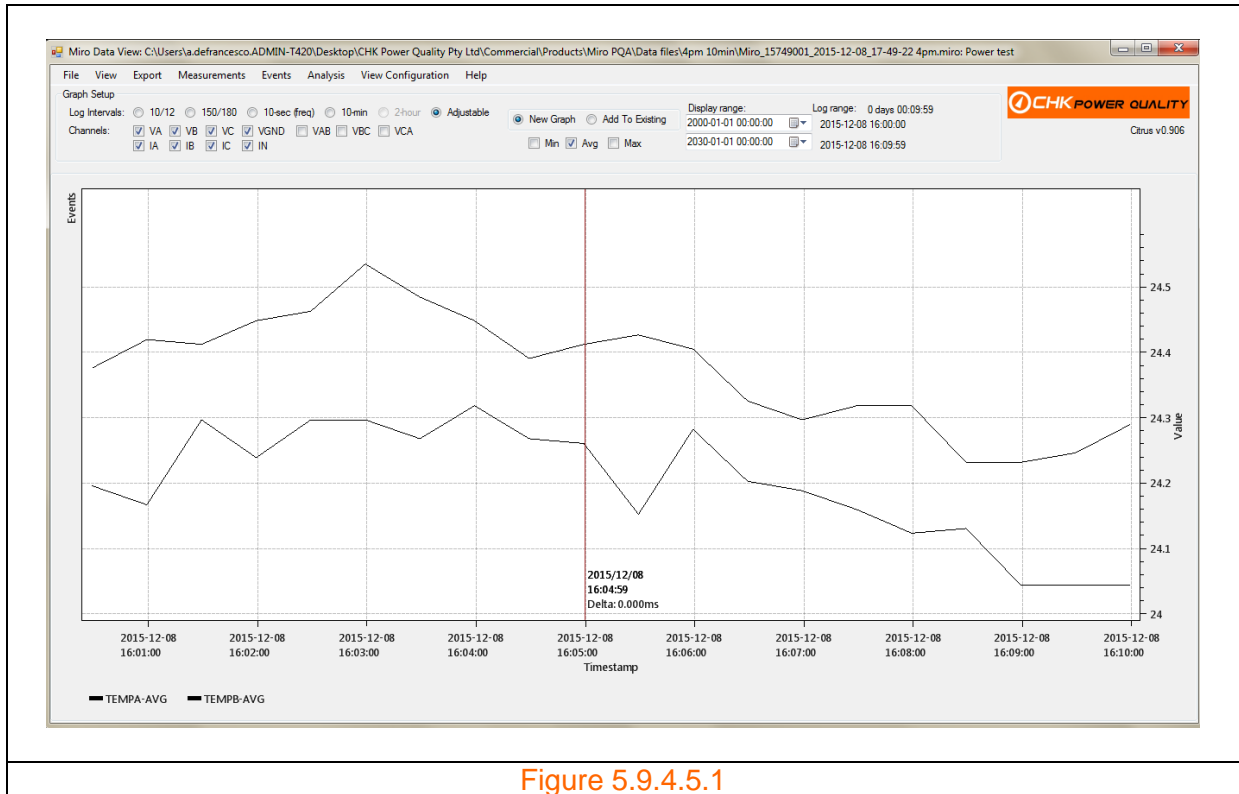 Miro Data View: C:\Users\a.defrancesco.ADMIN-T420\Desktop\CHK Power Quality Pty Ltd\Commercial\Products\Miro PQA\Data files\4pm 10min\Miro_15749001_2015-12-08_17-49-22 4pm.miro: Power test
File View Export Measurements Events Analysis View Configuration Help
Graph Setup
Log Intervals: 10/12 150/180 10-sec (freq) 10-min 2-hour Adjustable
Channels: VA VB VC VGND VAB VBC VCA
IA IB IC IN
New Graph Add To Existing
Min Avg Max
Display range: Log range: 0 days 00:09:59
2000-01-01 00:00:00 2015-12-08 16:00:00
2030-01-01 00:00:00 2015-12-08 16:09:59
CHK POWER QUALITY
Citrus v0.906
Events
24.5
24.4
24.3
24.2
24.1
24
Value
2015/12/08
16:04:59
Delta: 0.000ms
2015-12-08 2015-12-08 2015-12-08 2015-12-08 2015-12-08 2015-12-08 2015-12-08 2015-12-08 2015-12-08 2015-12-08
16:01:00 16:02:00 16:03:00 16:04:00 16:05:00 16:06:00 16:07:00 16:08:00 16:09:00 16:10:00
Timestamp
TEMPA-AVG TEMPB-AVG
Figure 5.9.4.5.1